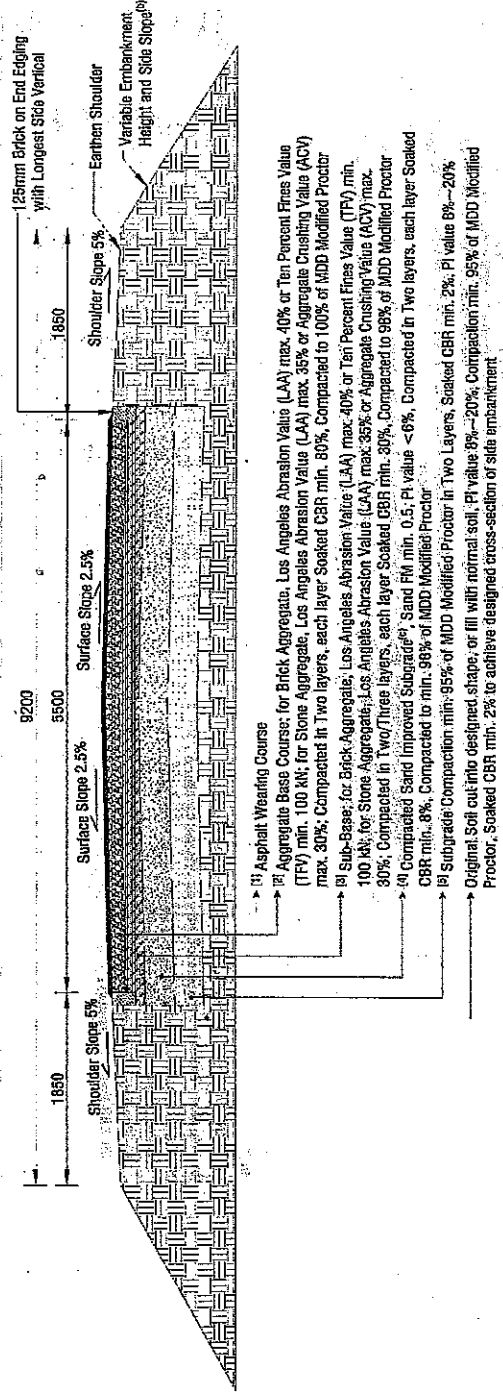 125mm Brick on End Edging
with Longest Side Vertical
Earthen Shoulder
Variable Embankment
Height and Side Slope
9200
1850
5500
1850
Shoulder Slope 5%
Surface Slope 2.5%
Surface Slope 2.5%
Shoulder Slope 5%
[1] Asphalt Wearing Course
[2] Aggregate Base Course; for Brick Aggregate, Los Angeles Abrasion Value (LAA) max. 40% or Ten Percent Fines Value
(TFV) min. 100 kN; for Stone Aggregate, Los Angeles Abrasion Value (LAA) max. 35% or Aggregate Crushing Value (ACV)
max. 30%; Compacted in Two layers, each layer Soaked CBR min. 80%, Compacted to 100% of MDD Modified Proctor
[3] Sub-Base; for Brick Aggregate; Los Angeles Abrasion Value (LAA) max. 40% or Ten Percent Fines Value (TFV) min.
100 kN; for Stone Aggregate, Los Angeles Abrasion Value (LAA) max. 35% or Aggregate Crushing Value (ACV) max.
30%; Compacted in Two/Three layers, each layer Soaked CBR min. 30%, Compacted to 98% of MDD Modified Proctor
[4] Compacted Sand Improved Subgrade, Sand FM min. 0.5; PI value <6%, Compacted in Two layers, each layer Soaked
CBR min. 8%, Compacted to min. 98% of MDD Modified Proctor
[5] Subgrade Compaction min. 95% of MDD Modified Proctor in Two Layers, Soaked CBR min. 2%; PI value 8%~20%
Original Soil cut into designed shape, or fill with normal soil, PI value 8%~20%; Compaction min. 95% of MDD Modified
Proctor, Soaked CBR min. 2% to achieve designed cross-section of side embankment